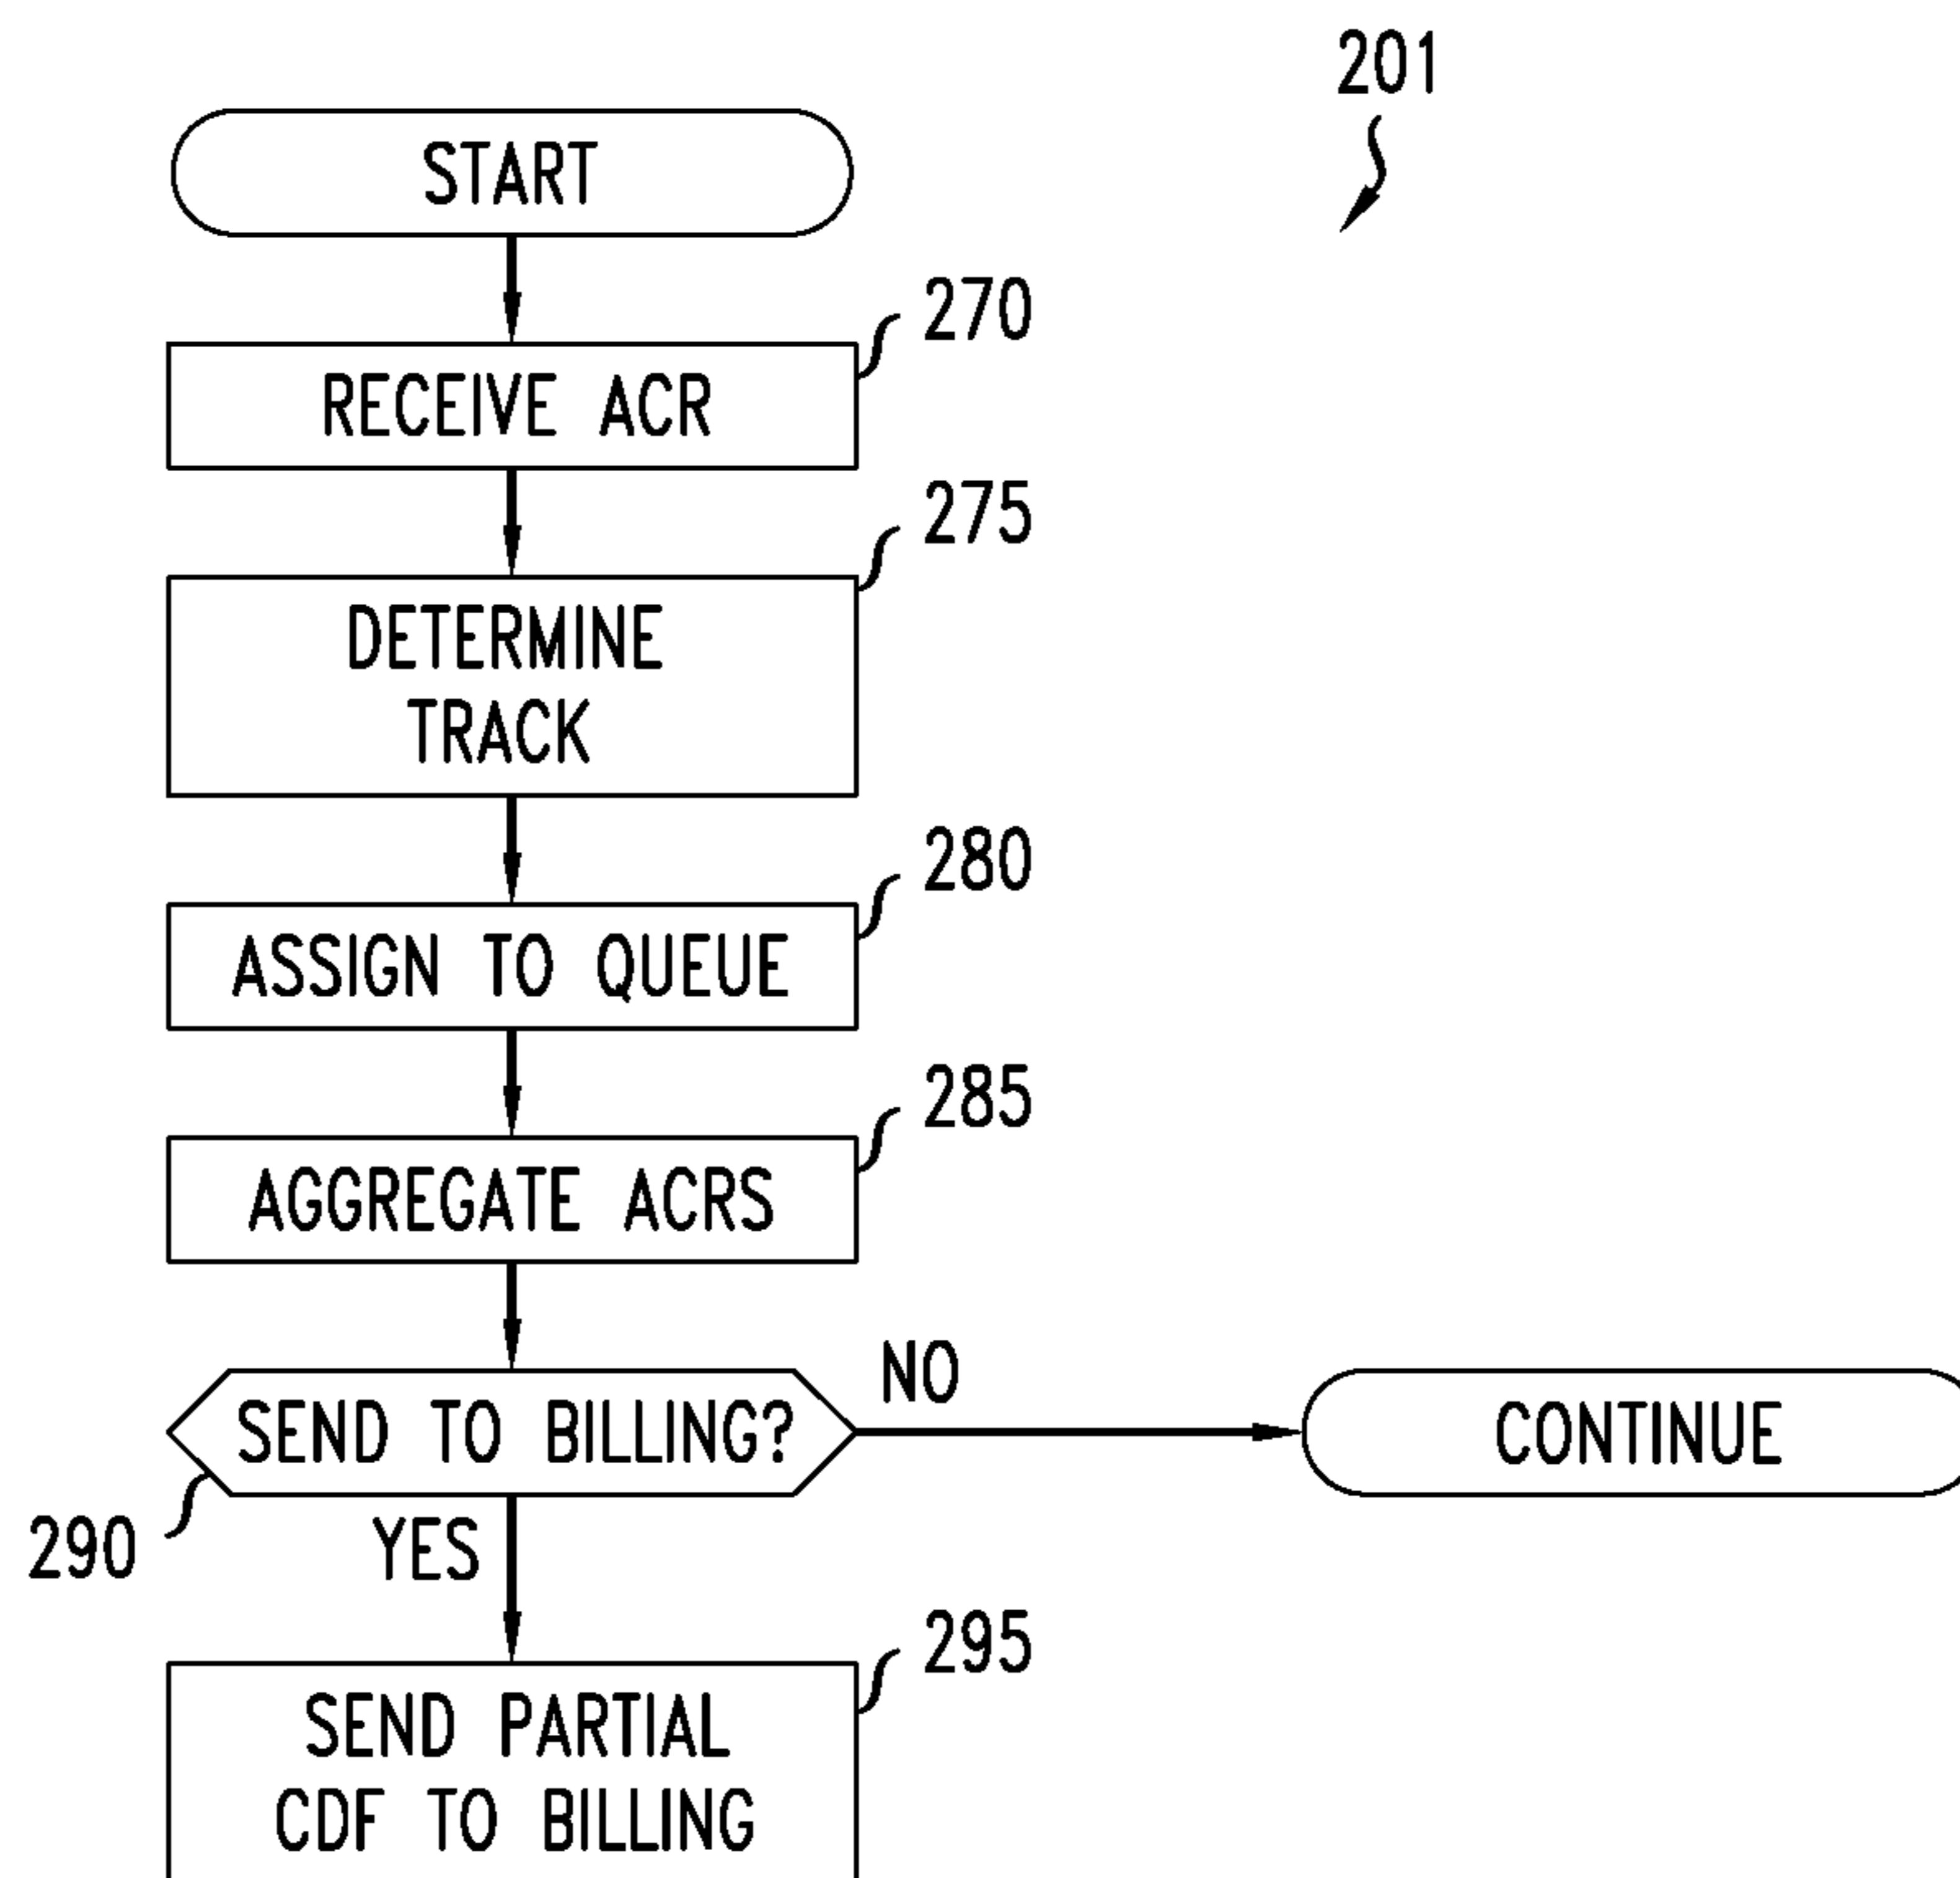 201
START
270
RECEIVE ACR
275
DETERMINE
TRACK
280
ASSIGN TO QUEUE
285
AGGREGATE ACRS
NO
SEND TO BILLING?
CONTINUE
290
YES
295
SEND PARTIAL
CDF TO BILLING